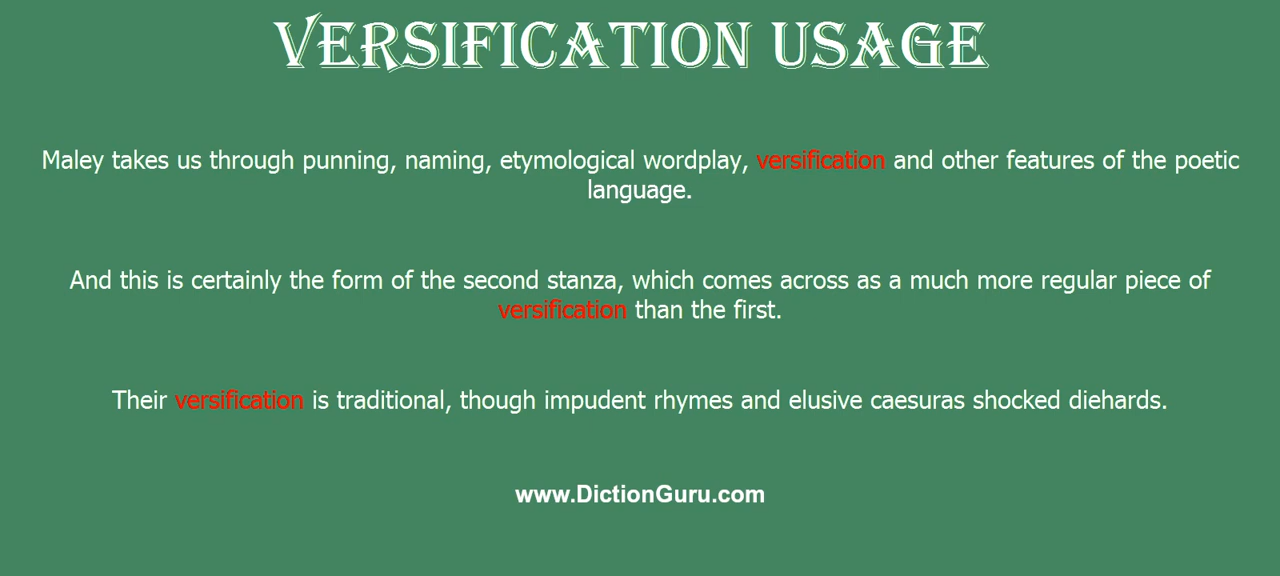 VERSIFICATION USAGE
Maley takes us through punning, naming, etymological wordplay, versification and other features of the poetic
language.
And this is certainly the form of the second stanza, which comes across as a much more regular piece of
versification than the first.
Their versification is traditional, though impudent rhymes and elusive caesuras shocked diehards.
www.DictionGuru.com